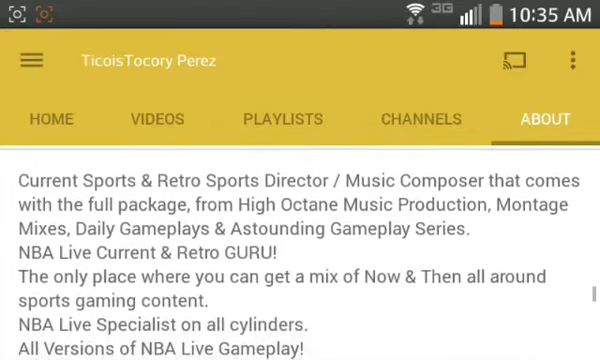 3G 10:35 AM
TicoisTocory Perez
HOME VIDEOS PLAYLISTS CHANNELS ABOUT
Current Sports & Retro Sports Director / Music Composer that comes
with the full package, from High Octane Music Production, Montage
Mixes, Daily Gameplays & Astounding Gameplay Series.
NBA Live Current & Retro GURU!
The only place where you can get a mix of Now & Then all around
sports gaming content.
NBA Live Specialist on all cylinders.
All Versions of NBA Live Gameplay!